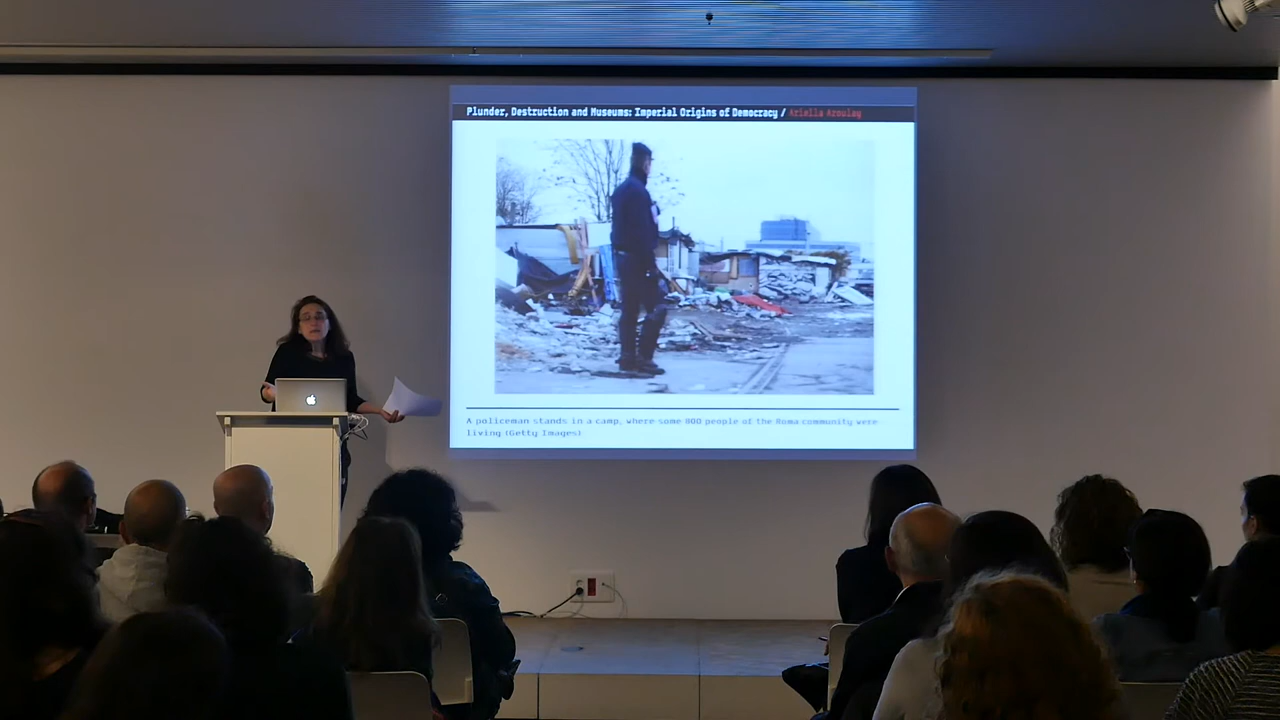 Plunder, Destruction and Museums: Imperial Origins of Democracy / Ariella Azoulay
A policeman stands in a camp, where some 800 people of the Roma community were
living (Getty Images)